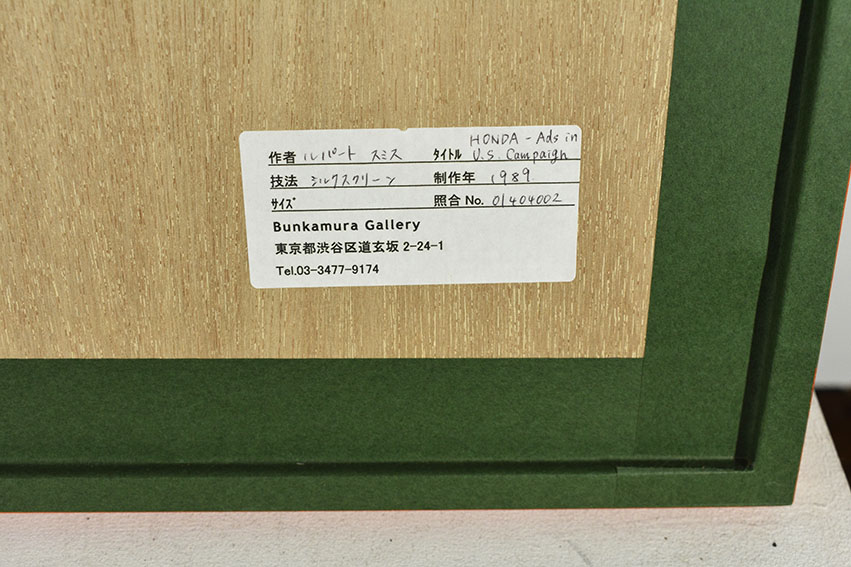 作者 ルパート スミス タイトル HONDA - Ads in
U.S. Campaign
技法 シルクスクリーン 制作年 1989
サイズ 照合 No. 01404002
Bunkamura Gallery
東京都渋谷区道玄坂 2-24-1
Tel.03-3477-9174